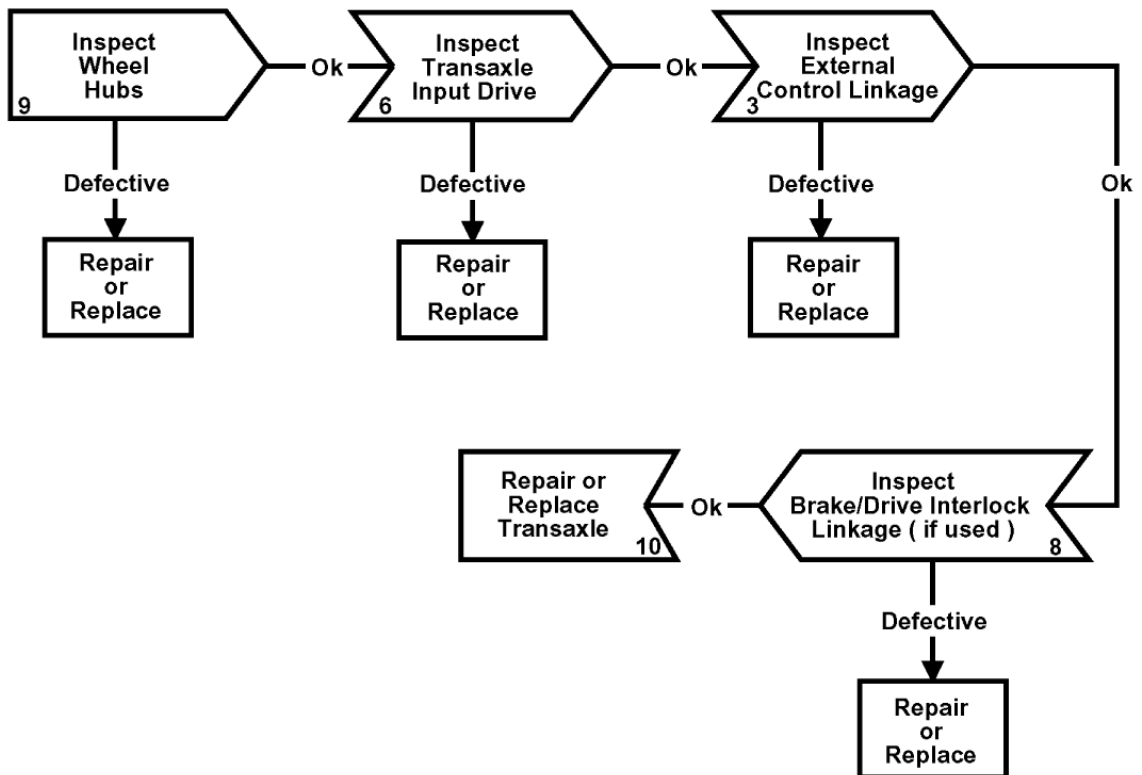 Inspect
Wheel
Hubs
9
Ok
Inspect
Transaxle
Input Drive
6
Ok
Inspect
External
Control Linkage
3
Ok
Defective
Defective
Defective
Repair
or
Replace
Repair
or
Replace
Repair
or
Replace
Inspect
Brake/Drive Interlock
Linkage ( if used )
8
Ok
Repair or
Replace
Transaxle
10
Defective
Repair
or
Replace